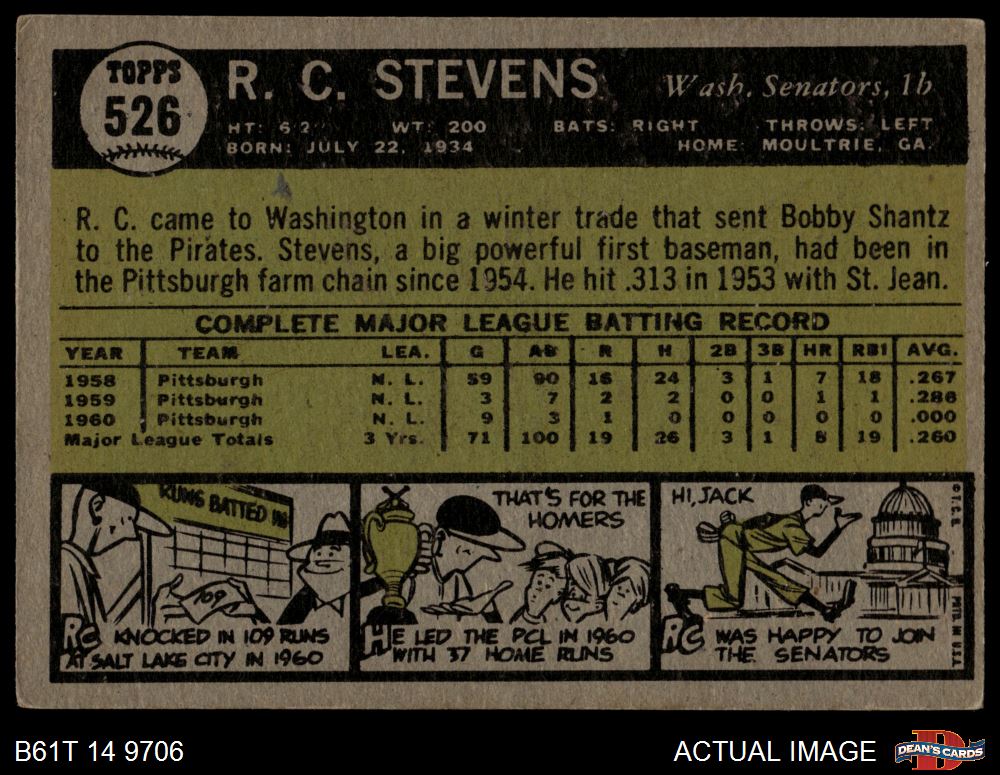 TOPPS
526
R. C. STEVENS
Wash. Senators, 1b
HT: 6'2" WT: 200 BATS: RIGHT THROWS: LEFT
BORN: JULY 22, 1934 HOME: MOULTRIE, GA.
R. C. came to Washington in a winter trade that sent Bobby Shantz
to the Pirates. Stevens, a big powerful first baseman, had been in
the Pittsburgh farm chain since 1954. He hit .313 in 1953 with St. Jean.
COMPLETE MAJOR LEAGUE BATTING RECORD
YEAR TEAM LEA. G AB R H 2B 3B HR RBI AVG.
1958 Pittsburgh N. L. 59 90 16 24 3 1 7 18 .267
1959 Pittsburgh N. L. 3 7 2 2 0 0 1 1 .286
1960 Pittsburgh N. L. 9 3 1 0 0 0 0 0 .000
Major League Totals 3 Yrs. 71 100 19 26 3 1 8 19 .260
RUNS BATTED IN
109
RC KNOCKED IN 109 RUNS
AT SALT LAKE CITY IN 1960
THAT'S FOR THE
HOMERS
HE LED THE PCL IN 1960
WITH 37 HOME RUNS
HI, JACK
RC WAS HAPPY TO JOIN
THE SENATORS
© T. C. G.
PRTD. IN U.S.A.
B61T 14 9706
ACTUAL IMAGE
D
DEAN'S CARDS